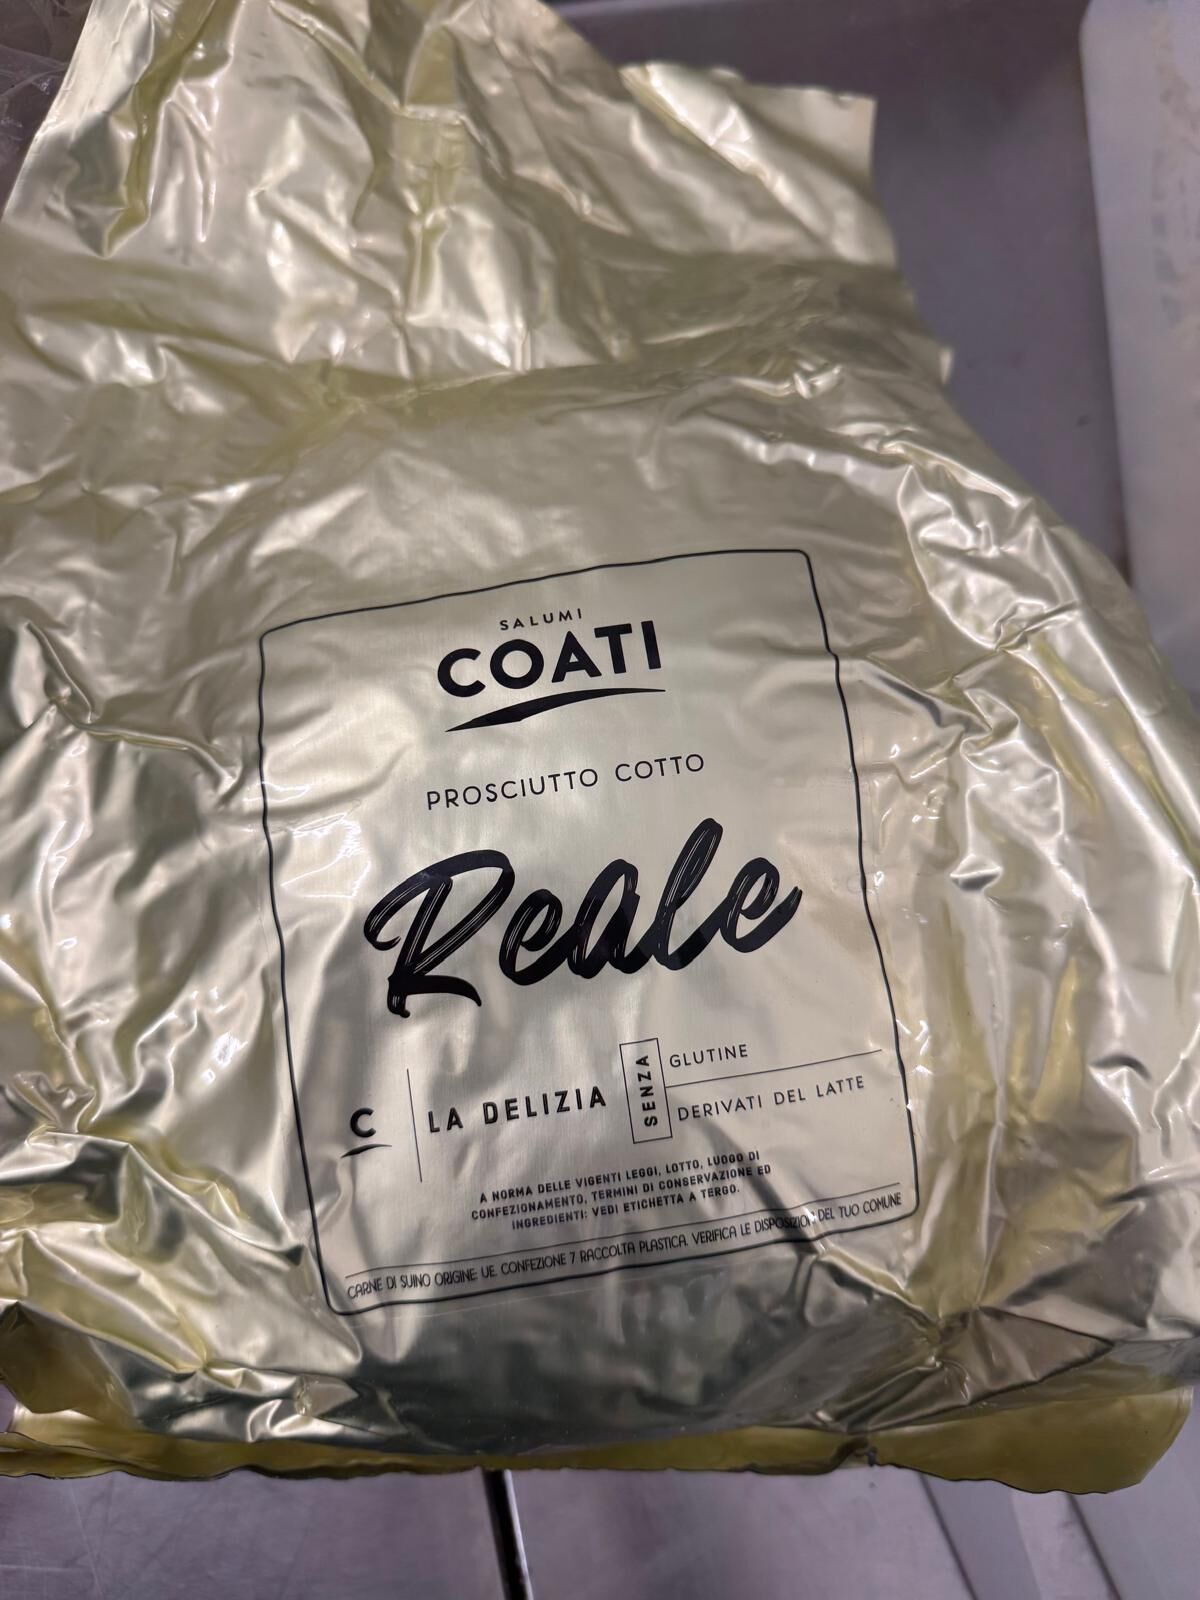 SALUMI
COATI
PROSCIUTTO COTTO
Reale
C LA DELIZIA SENZA GLUTINE
DERIVATI DEL LATTE
A NORMA DELLE VIGENTI LEGGI, LOTTO, LUOGO DI
CONFEZIONAMENTO, TERMINI DI CONSERVAZIONE ED
INGREDIENTI: VEDI ETICHETTA A TERGO.
CARNE DI SUINO ORIGINE: UE. CONFEZIONE 7 RACCOLTA PLASTICA. VERIFICA LE DISPOSIZIONI DEL TUO COMUNE